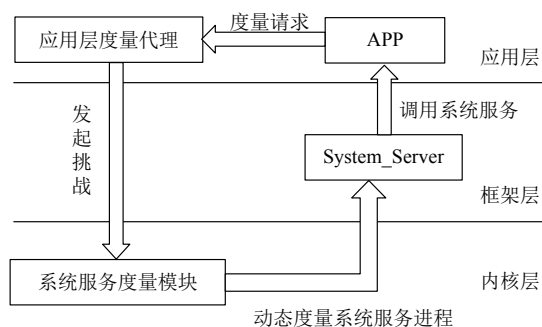 度量请求
应用层度量代理
APP
应用层
发起挑战
调用系统服务
System_Server
框架层
系统服务度量模块
内核层
动态度量系统服务进程